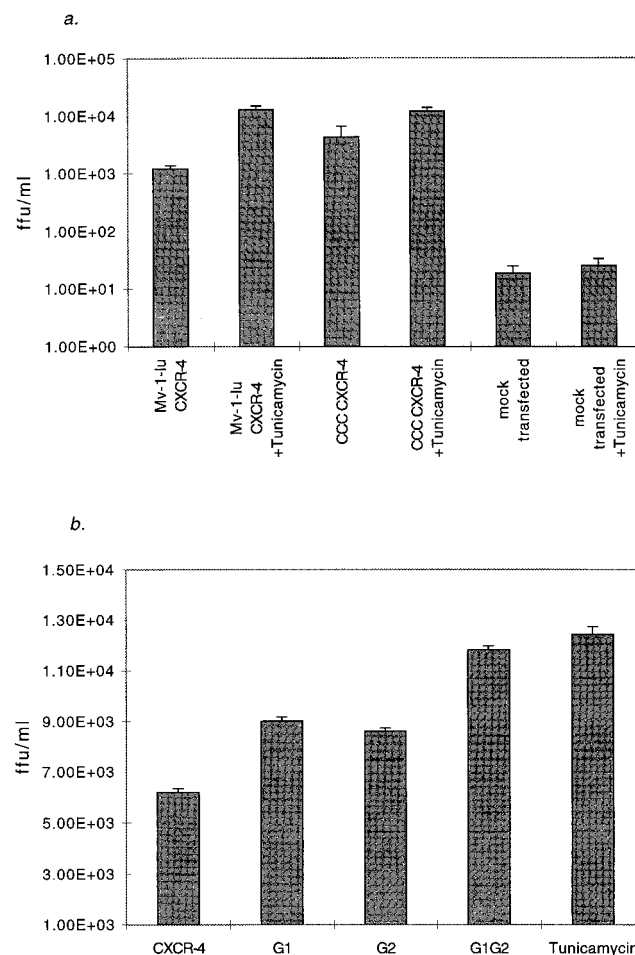 a.
1.00E+05
1.00E+04
1.00E+03
1.00E+02
1.00E+01
1.00E+00
ffu/ml
Mv-1-lu
CXCR-4
Mv-1-lu
CXCR-4
+Tunicamycin
CCC CXCR-4
CCC CXCR-4
+Tunicamycin
mock
transfected
mock
transfected
+Tunicamycin
b.
1.50E+04
1.30E+04
1.10E+04
9.00E+03
7.00E+03
5.00E+03
3.00E+03
1.00E+03
ffu/ml
CXCR-4
G1
G2
G1G2
Tunicamycin